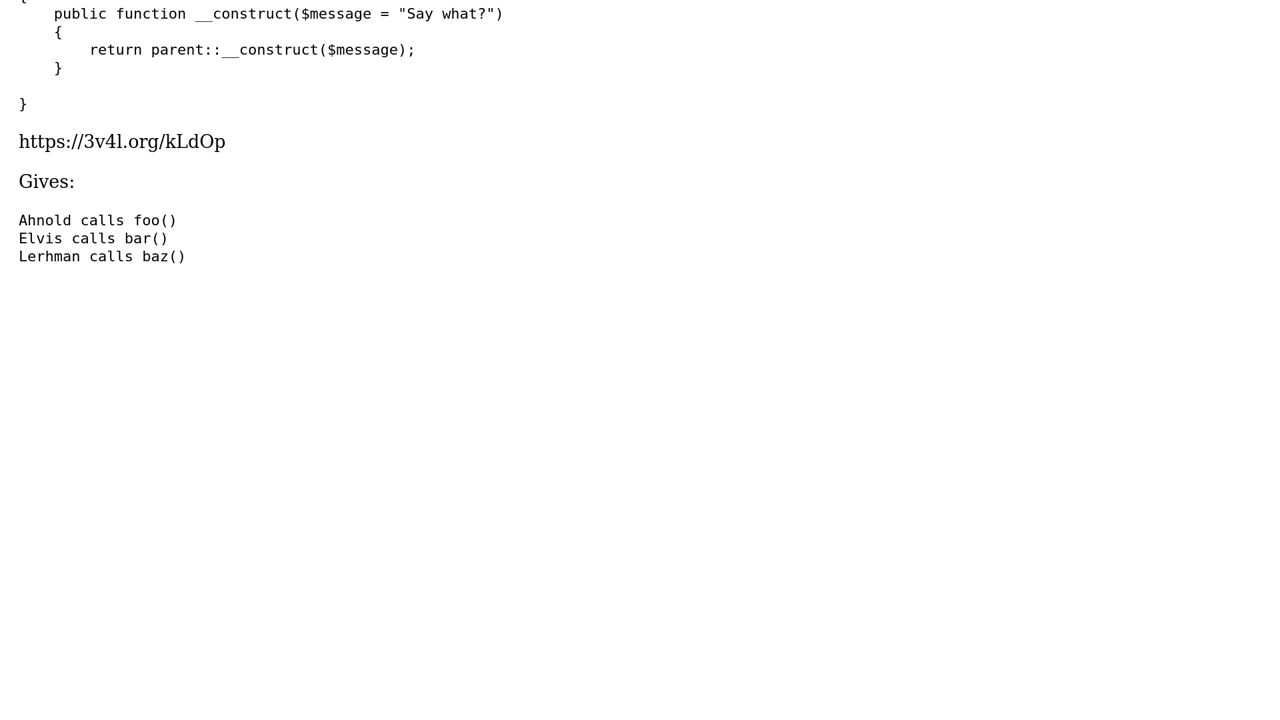 public function __construct($message = "Say what?")
    {
        return parent::__construct($message);
    }

}
https://3v4l.org/kLdOp
Gives:
Ahnold calls foo()
Elvis calls bar()
Lerhman calls baz()